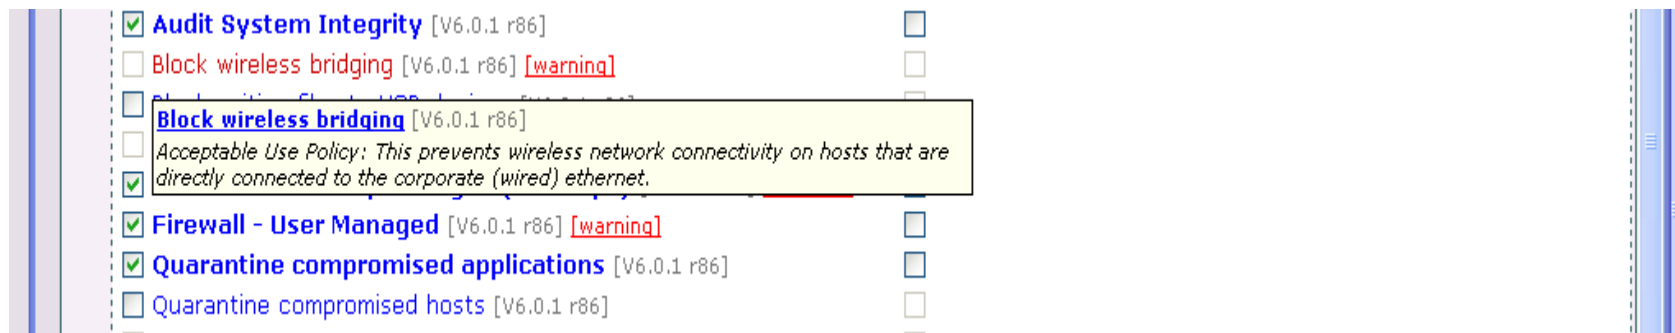 Audit System Integrity [V6.0.1 r86]
Block wireless bridging [V6.0.1 r86] [warning]
Block wireless bridging [V6.0.1 r86]
Acceptable Use Policy: This prevents wireless network connectivity on hosts that are
directly connected to the corporate (wired) ethernet.
Firewall - User Managed [V6.0.1 r86] [warning]
Quarantine compromised applications [V6.0.1 r86]
Quarantine compromised hosts [V6.0.1 r86]